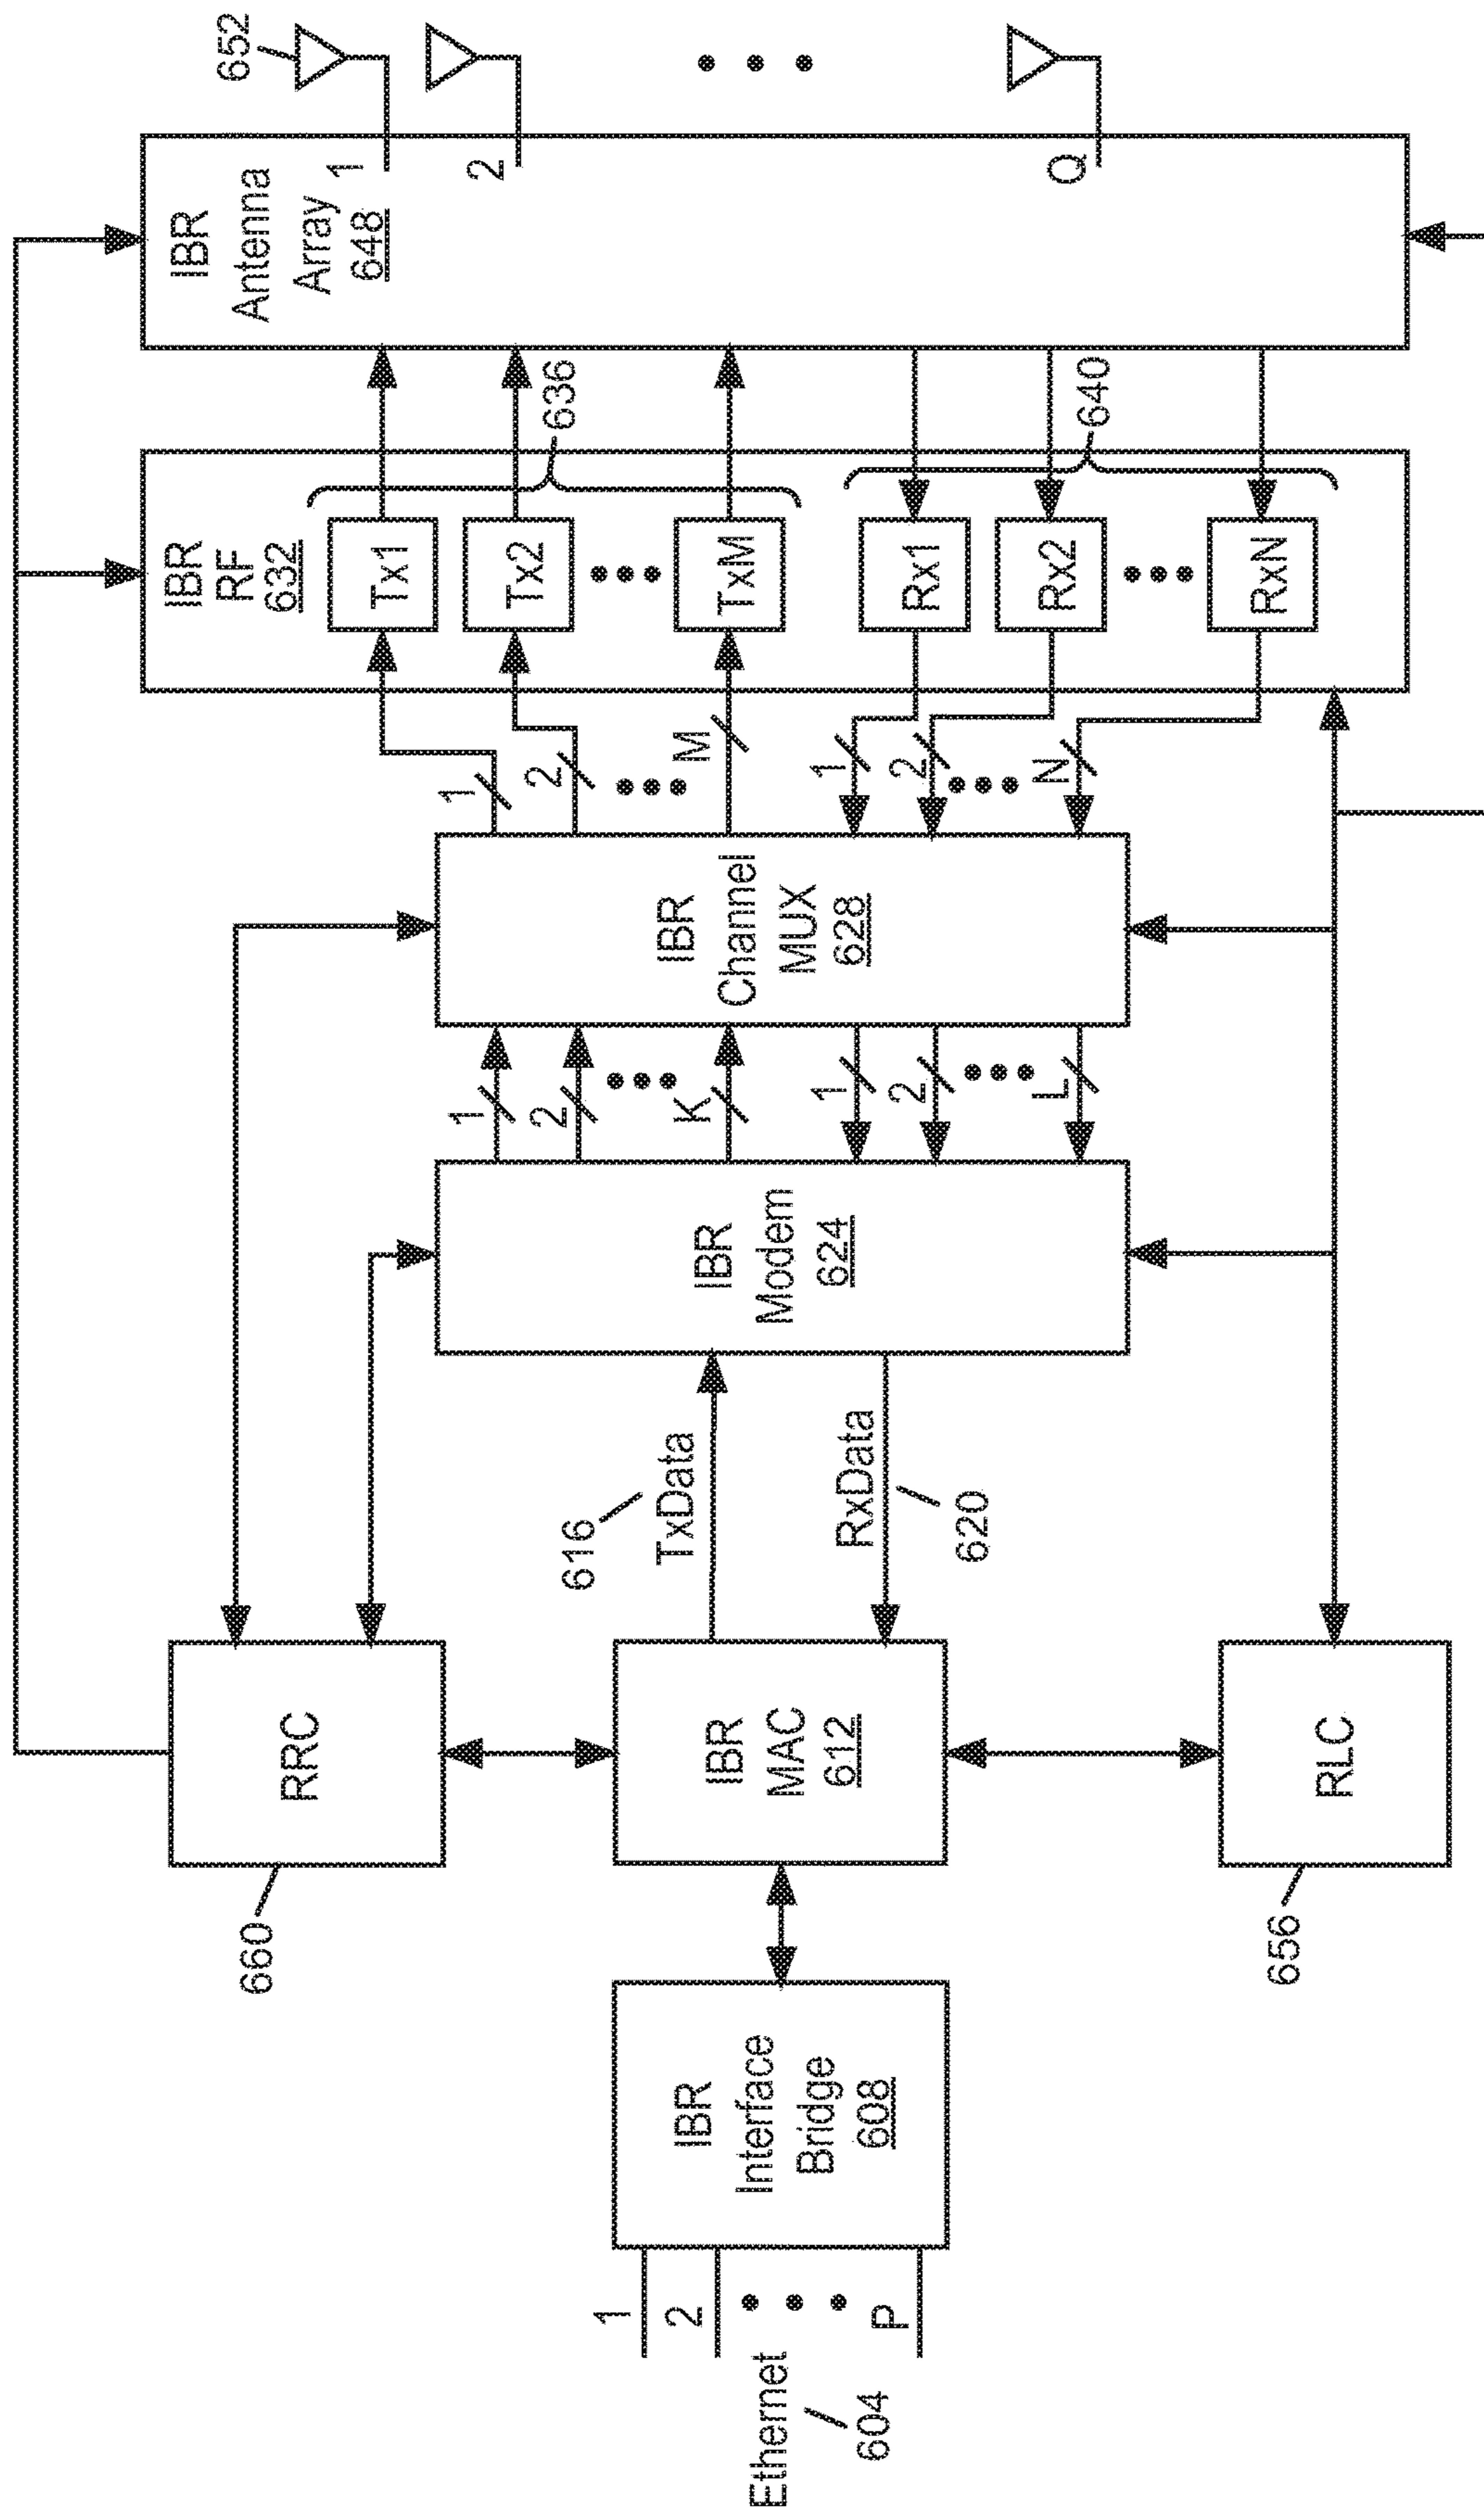 Ethernet
604
1
2
P
IBR
Interface
Bridge
608
660
RRC
IBR
MAC
612
656
RLC
616
TxData
RxData
620
IBR
Modem
624
1
2
K
1
2
L
IBR
Channel
MUX
628
1
2
M
1
2
N
IBR
RF
632
Tx1
Tx2
TxM
Rx1
Rx2
RxN
636
640
IBR
Antenna
Array
648
1
2
Q
652